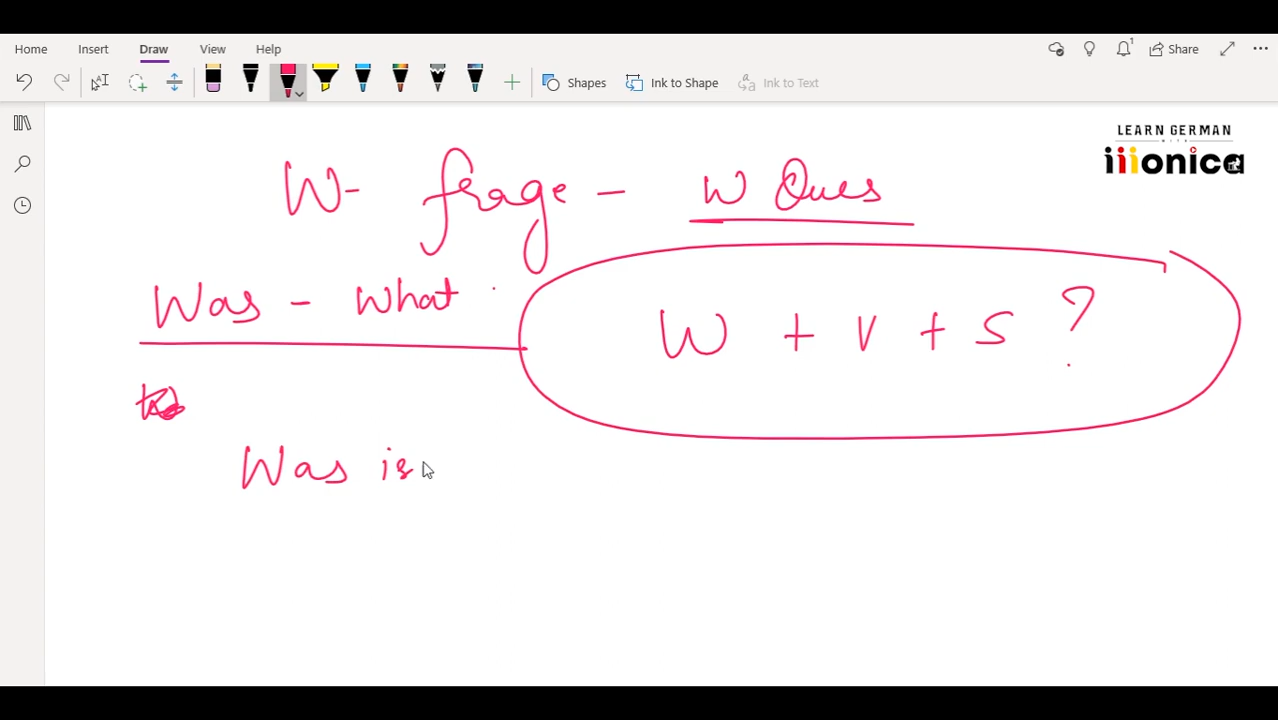 Home Insert Draw View Help
1 Share
Shapes Ink to Shape Ink to Text
LEARN GERMAN
iiionica
W- frage - W Ques
Was - What
W + V + S ?
Was is